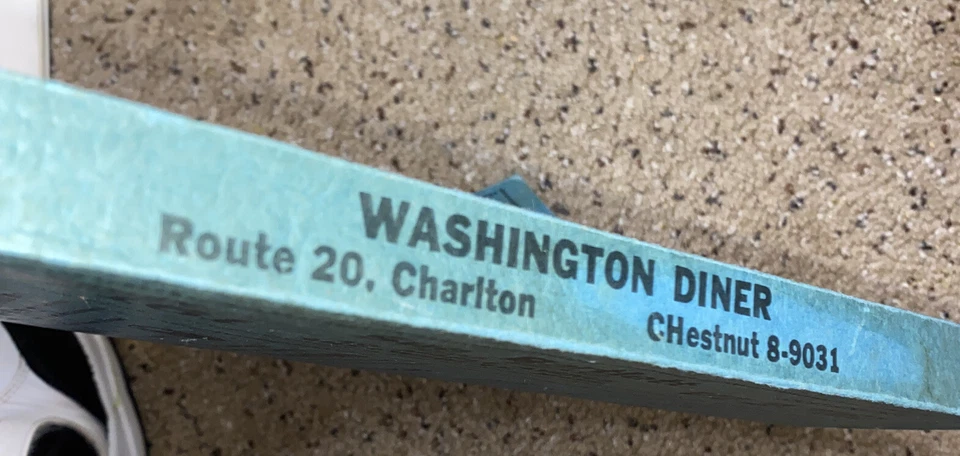 WASHINGTON DINER
Route 20, Charlton
CHestnut 8-9031